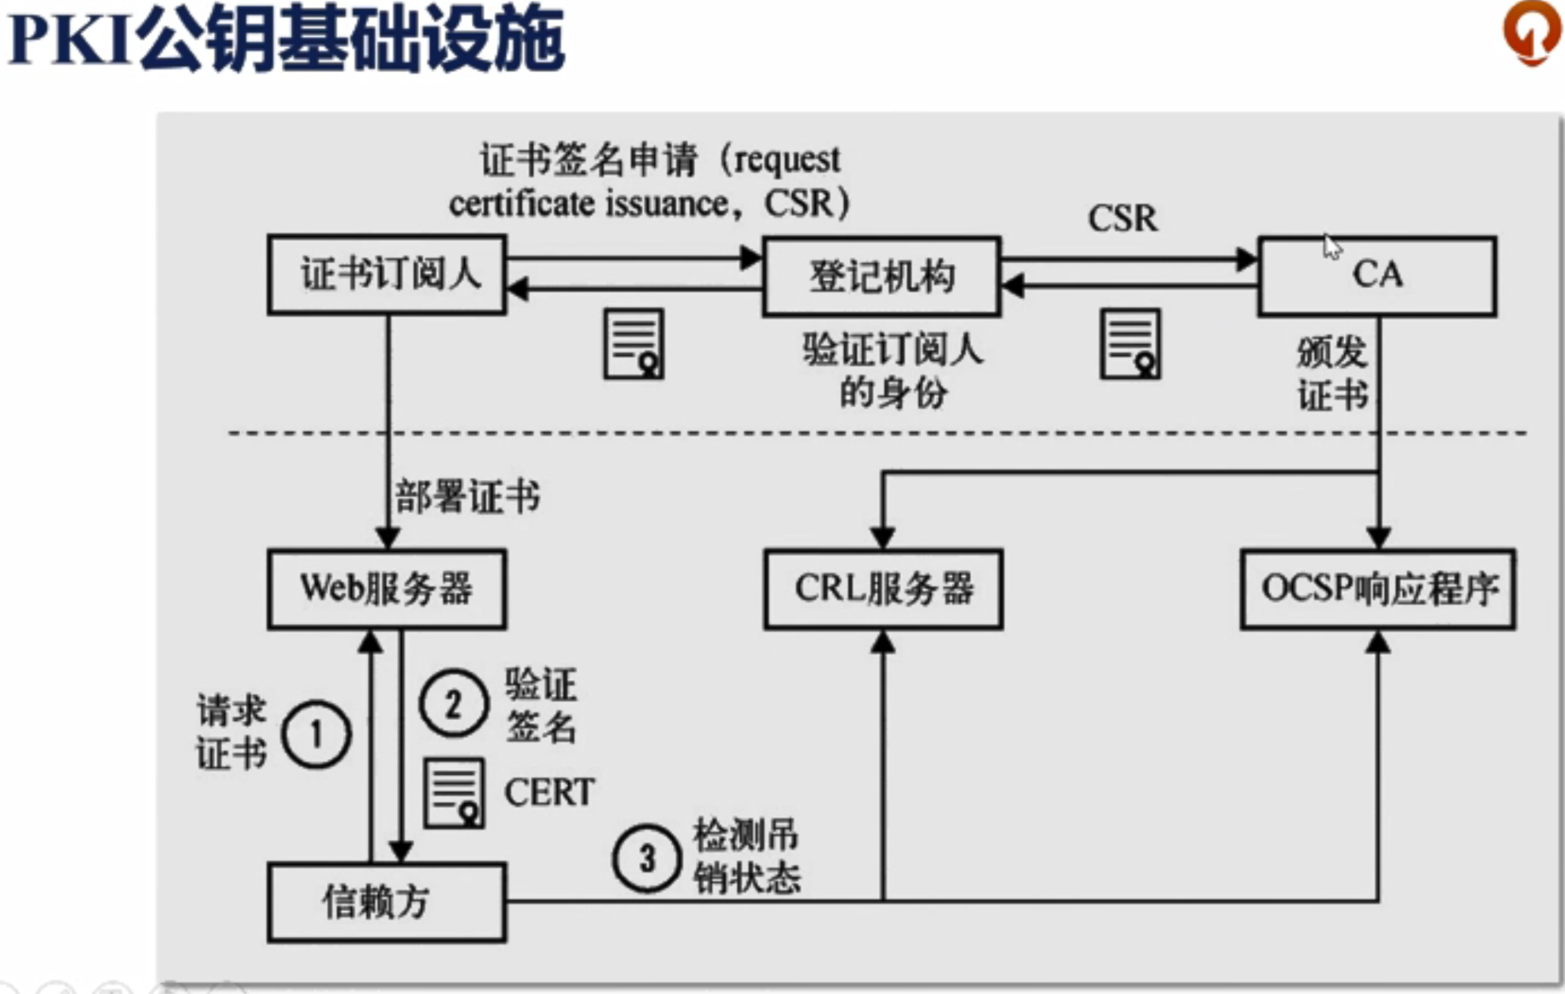 PKI公钥基础设施
证书签名申请（request
certificate issuance，CSR）
CSR
证书订阅人
登记机构
CA
验证订阅人
的身份
颁发
证书
部署证书
Web服务器
CRL服务器
OCSP响应程序
请求
证书
1
2
验证
签名
CERT
3
检测吊
销状态
信赖方